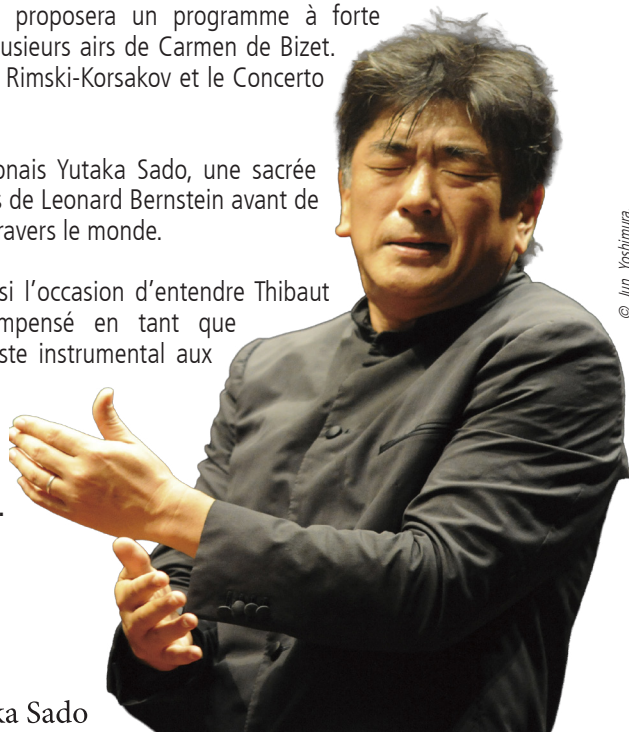 proposera un programme à forte
usieurs airs de Carmen de Bizet.
Rimski-Korsakov et le Concerto
onais Yutaka Sado, une sacrée
s de Leonard Bernstein avant de
ravers le monde.
si l’occasion d’entendre Thibaut
mpensé en tant que
ste instrumental aux
ka Sado
© Jun Yoshimura